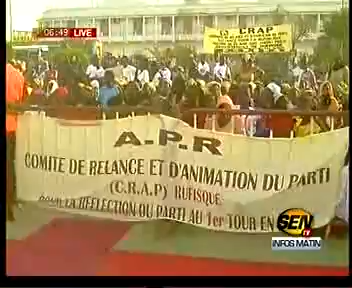 06:49 LIVE
CRAP
A.P.R
COMITE DE RELANCE ET D'ANIMATION DU PARTI
(C.R.A.P) RUFISQUE
POUR LA REELECTION DU PARTI AU 1er TOUR EN
SEN
TV
INFOS MATIN